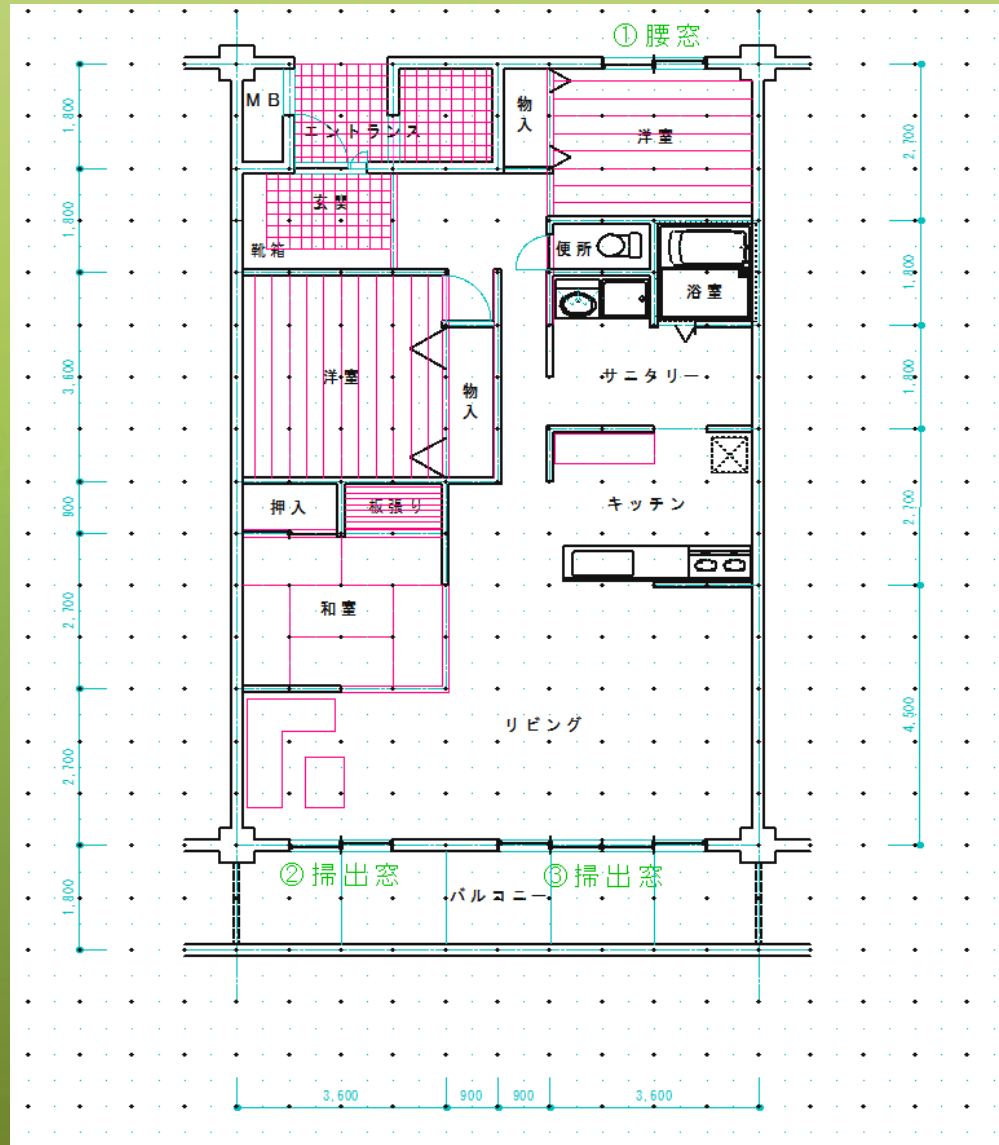 ①腰窓
MB
エントランス
物入
洋室
1,800
2,700
玄関
靴箱
1,800
便所
浴室
1,800
洋室
物入
サニタリー
3,600
1,800
押入
板張り
キッチン
900
2,700
和室
2,700
リビング
4,500
2,700
②掃出窓
③掃出窓
バルコニー
1,800
3,600
900
900
3,600